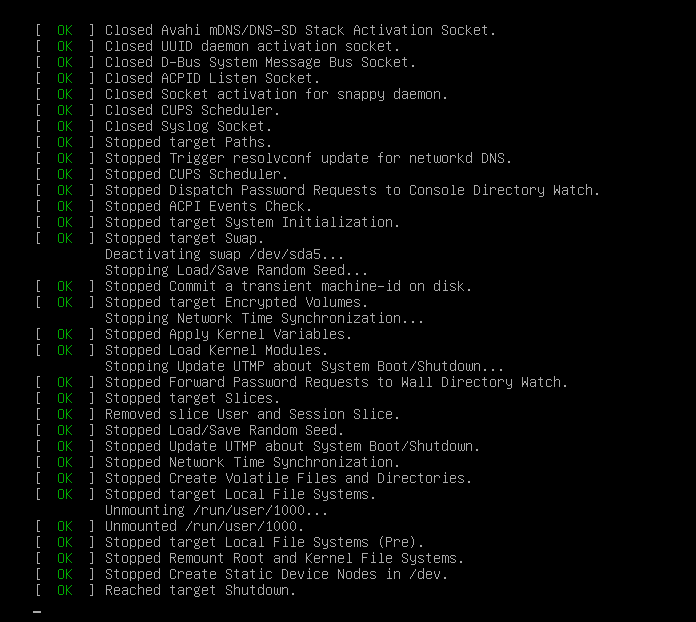 [  OK  ] Closed Avahi mDNS/DNS-SD Stack Activation Socket.
[  OK  ] Closed UUID daemon activation socket.
[  OK  ] Closed D-Bus System Message Bus Socket.
[  OK  ] Closed ACPID Listen Socket.
[  OK  ] Closed Socket activation for snappy daemon.
[  OK  ] Closed CUPS Scheduler.
[  OK  ] Closed Syslog Socket.
[  OK  ] Stopped target Paths.
[  OK  ] Stopped Trigger resolvconf update for networkd DNS.
[  OK  ] Stopped CUPS Scheduler.
[  OK  ] Stopped Dispatch Password Requests to Console Directory Watch.
[  OK  ] Stopped ACPI Events Check.
[  OK  ] Stopped target System Initialization.
[  OK  ] Stopped target Swap.
Deactivating swap /dev/sda5...
Stopping Load/Save Random Seed...
[  OK  ] Stopped Commit a transient machine-id on disk.
[  OK  ] Stopped target Encrypted Volumes.
Stopping Network Time Synchronization...
[  OK  ] Stopped Apply Kernel Variables.
[  OK  ] Stopped Load Kernel Modules.
Stopping Update UTMP about System Boot/Shutdown...
[  OK  ] Stopped Forward Password Requests to Wall Directory Watch.
[  OK  ] Stopped target Slices.
[  OK  ] Removed slice User and Session Slice.
[  OK  ] Stopped Load/Save Random Seed.
[  OK  ] Stopped Update UTMP about System Boot/Shutdown.
[  OK  ] Stopped Network Time Synchronization.
[  OK  ] Stopped Create Volatile Files and Directories.
[  OK  ] Stopped target Local File Systems.
Unmounting /run/user/1000...
[  OK  ] Unmounted /run/user/1000.
[  OK  ] Stopped target Local File Systems (Pre).
[  OK  ] Stopped Remount Root and Kernel File Systems.
[  OK  ] Stopped Create Static Device Nodes in /dev.
[  OK  ] Reached target Shutdown.